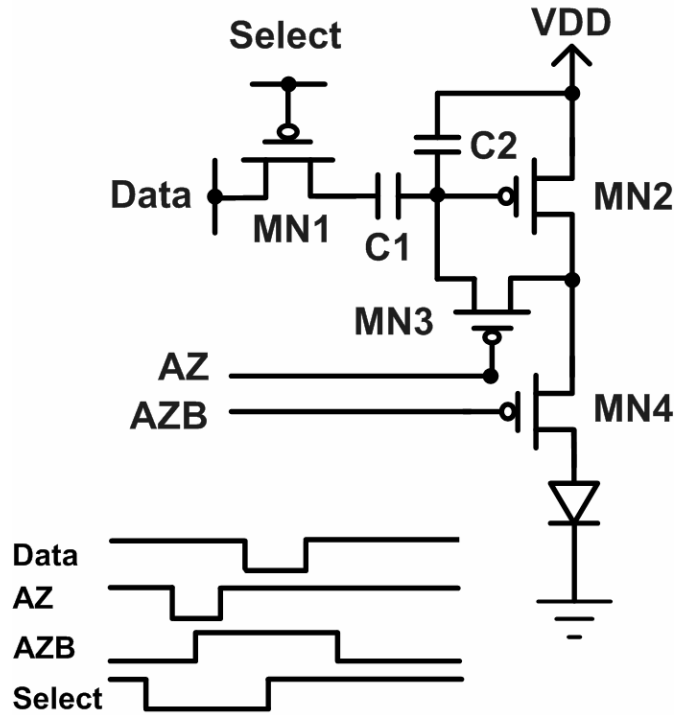 Select
VDD
C2
Data
MN1
C1
MN2
MN3
AZ
AZB
MN4
Data
AZ
AZB
Select